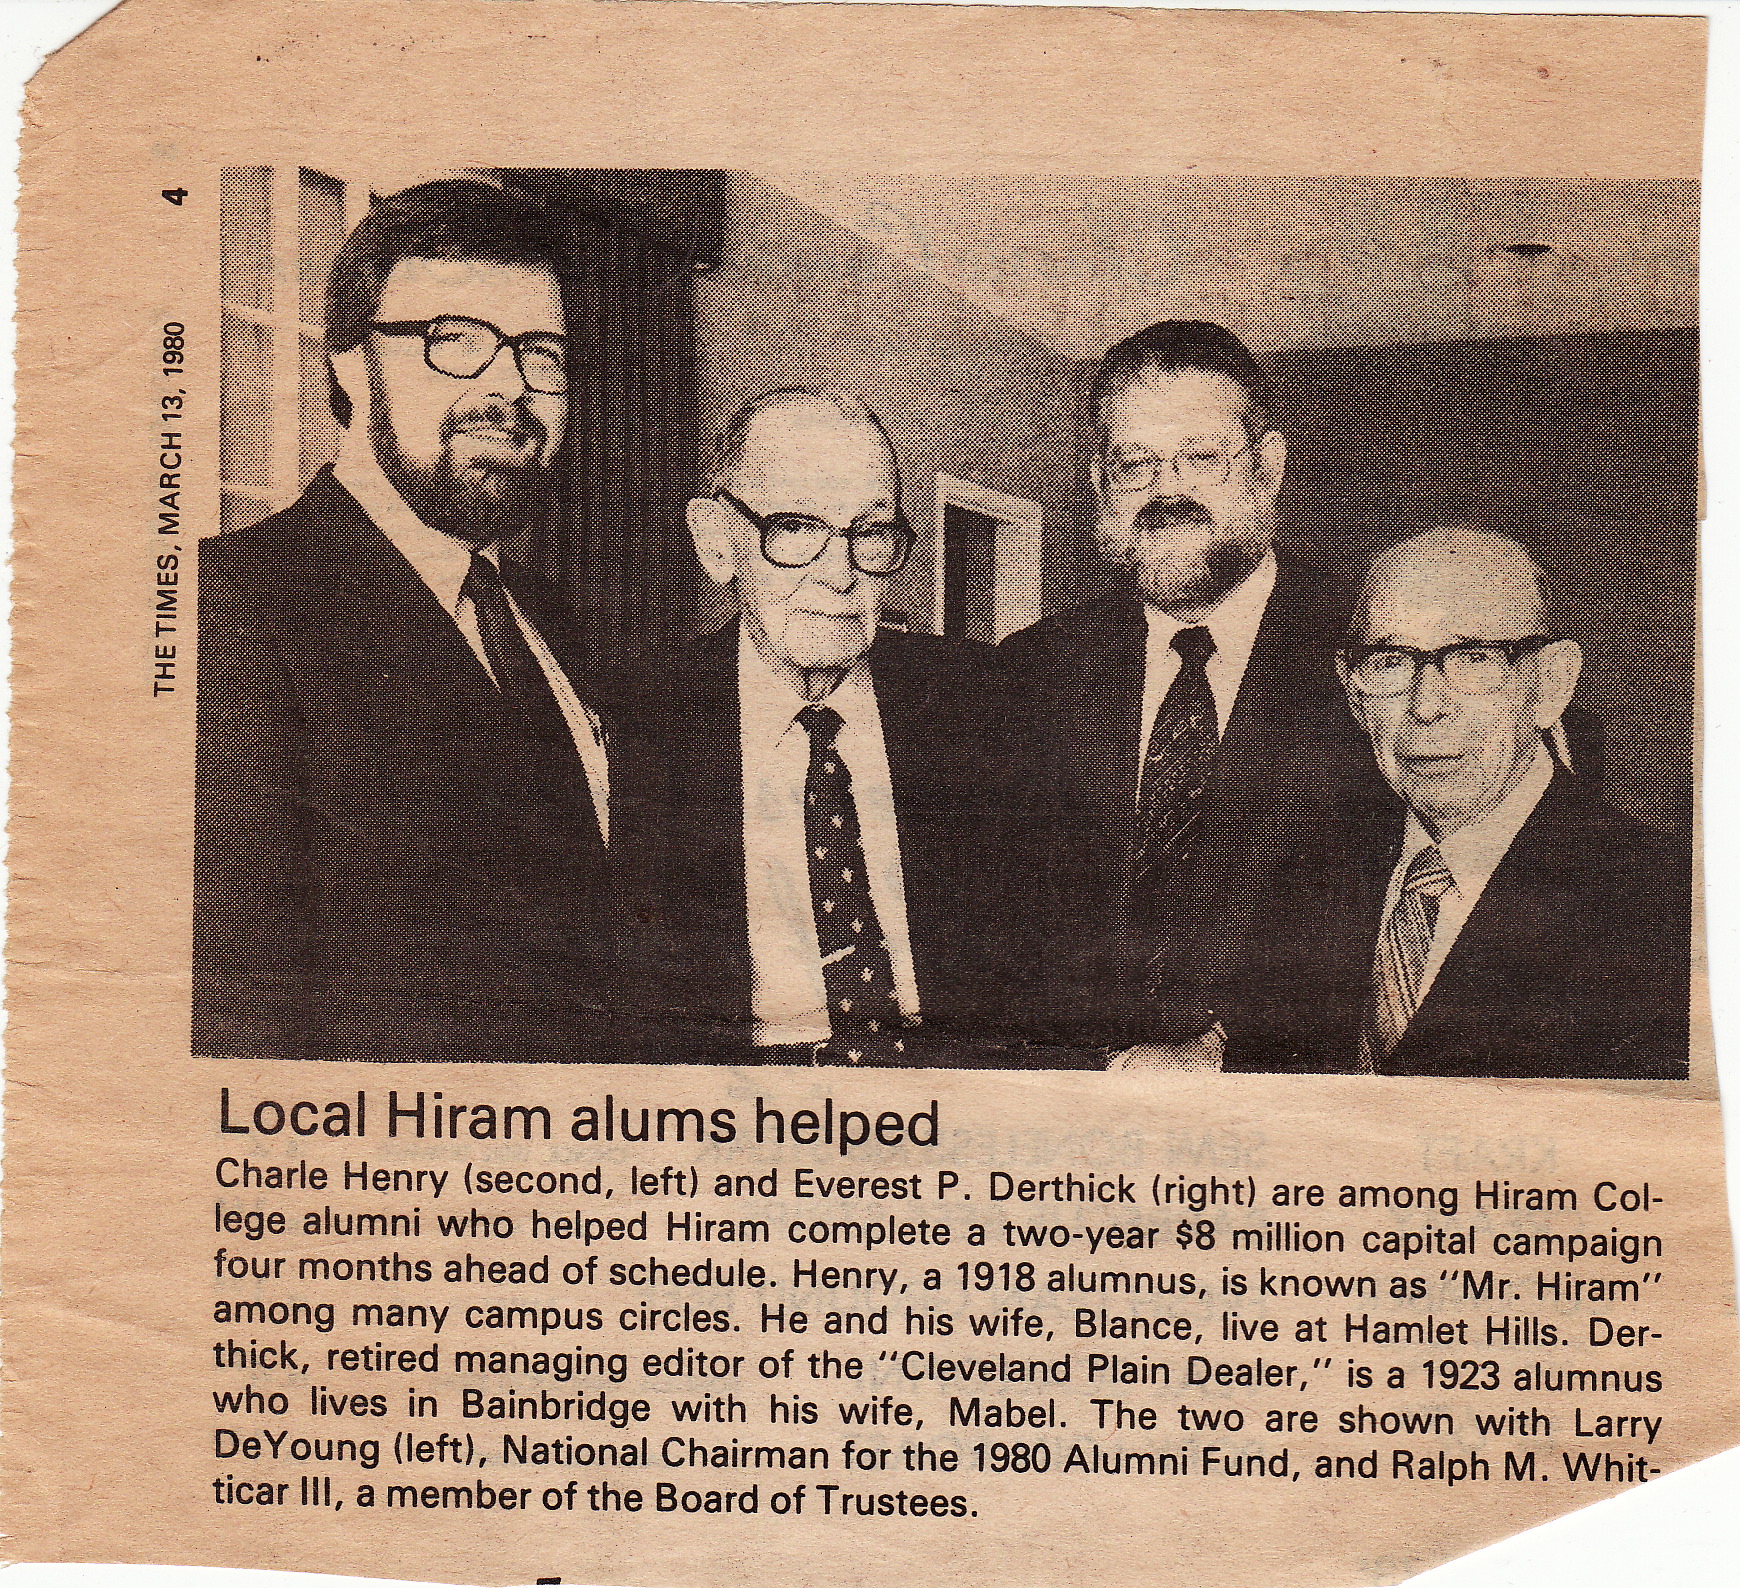 4
THE TIMES, MARCH 13, 1980
Local Hiram alums helped
Charle Henry (second, left) and Everest P. Derthick (right) are among Hiram Col-
lege alumni who helped Hiram complete a two-year $8 million capital campaign
four months ahead of schedule. Henry, a 1918 alumnus, is known as "Mr. Hiram"
among many campus circles. He and his wife, Blance, live at Hamlet Hills. Der-
thick, retired managing editor of the "Cleveland Plain Dealer," is a 1923 alumnus
who lives in Bainbridge with his wife, Mabel. The two are shown with Larry
DeYoung (left), National Chairman for the 1980 Alumni Fund, and Ralph M. Whit-
ticar III, a member of the Board of Trustees.